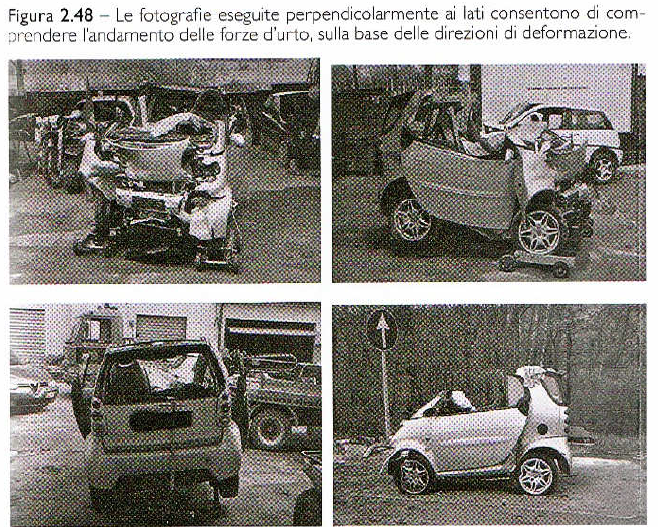 Figura 2.48 – Le fotografie eseguite perpendicolarmente ai lati consentono di com-
prendere l'andamento delle forze d'urto, sulla base delle direzioni di deformazione.